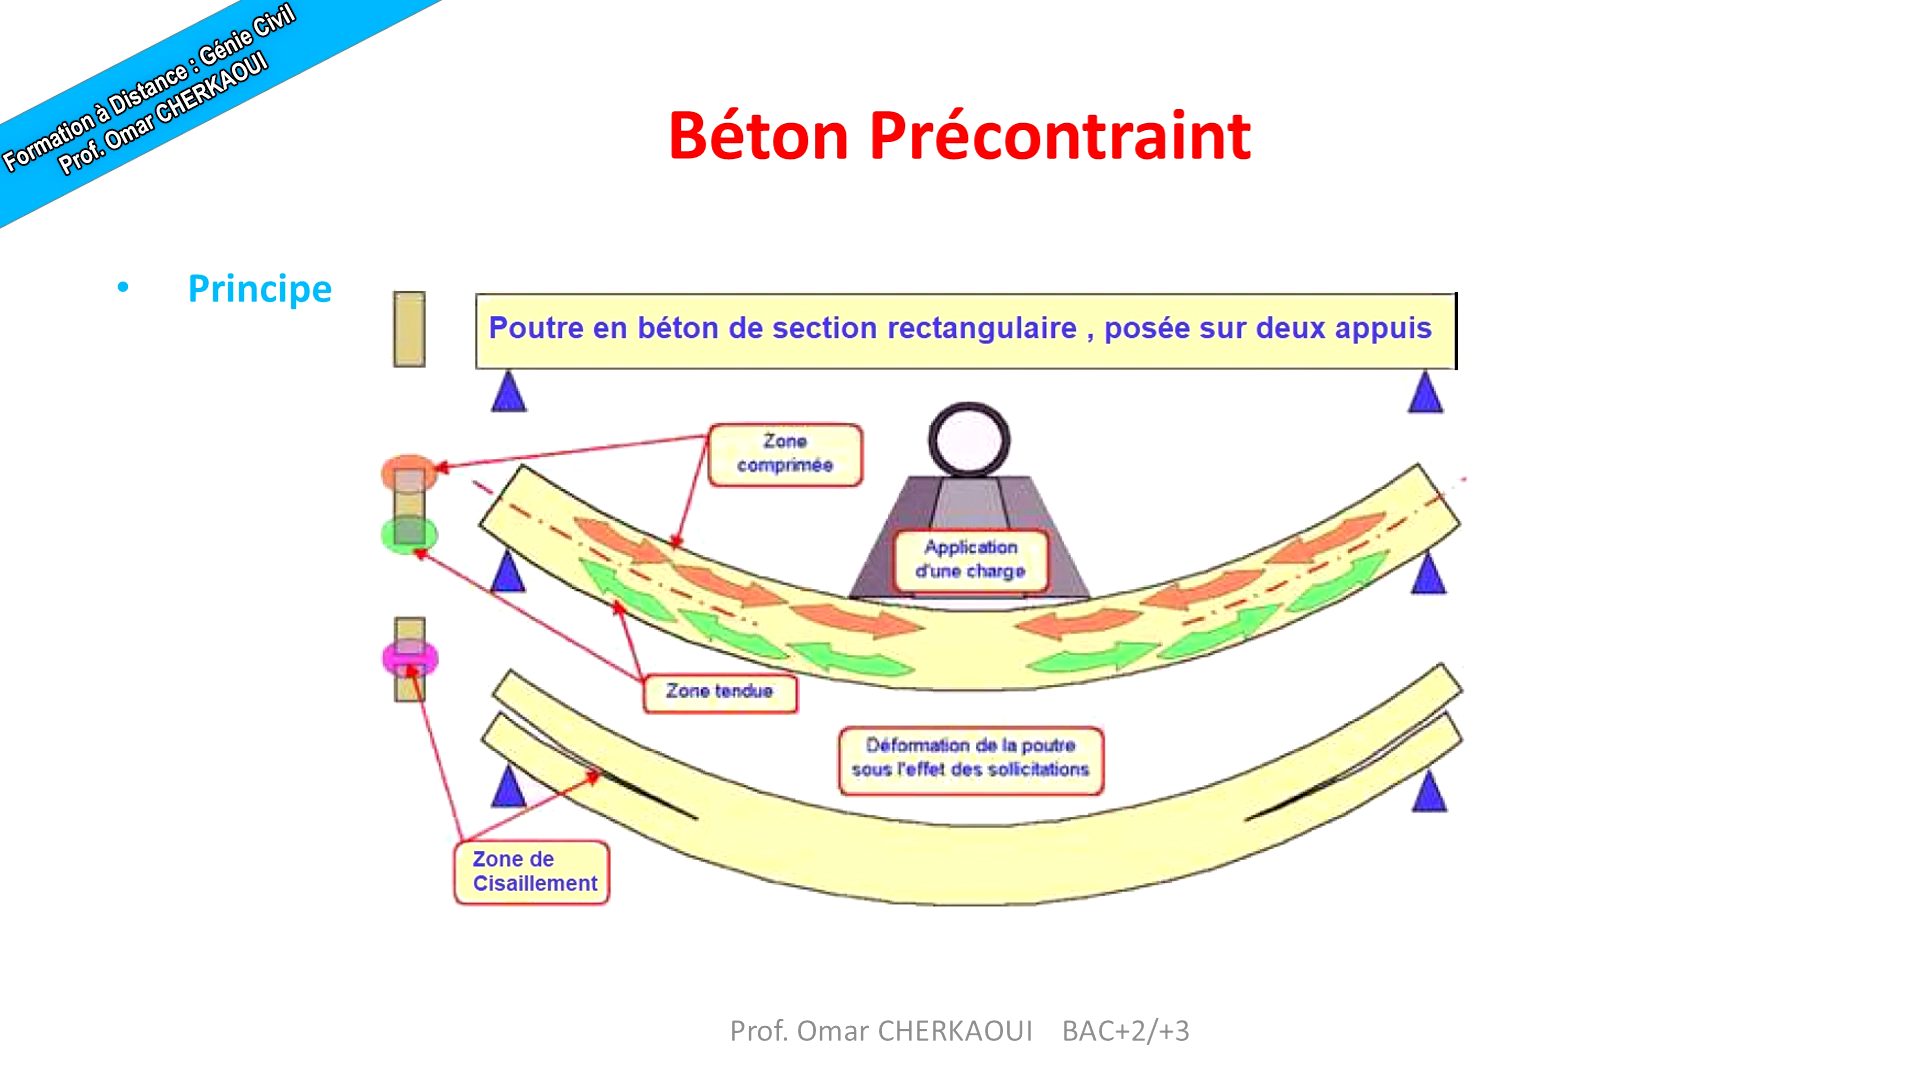 Formation à Distance : Génie Civil
Prof. Omar CHERKAOUI
Béton Précontraint
• Principe
Poutre en béton de section rectangulaire , posée sur deux appuis
Zone
comprimée
Application
d'une charge
Zone tendue
Déformation de la poutre
sous l'effet des sollicitations
Zone de
Cisaillement
Prof. Omar CHERKAOUI BAC+2/+3